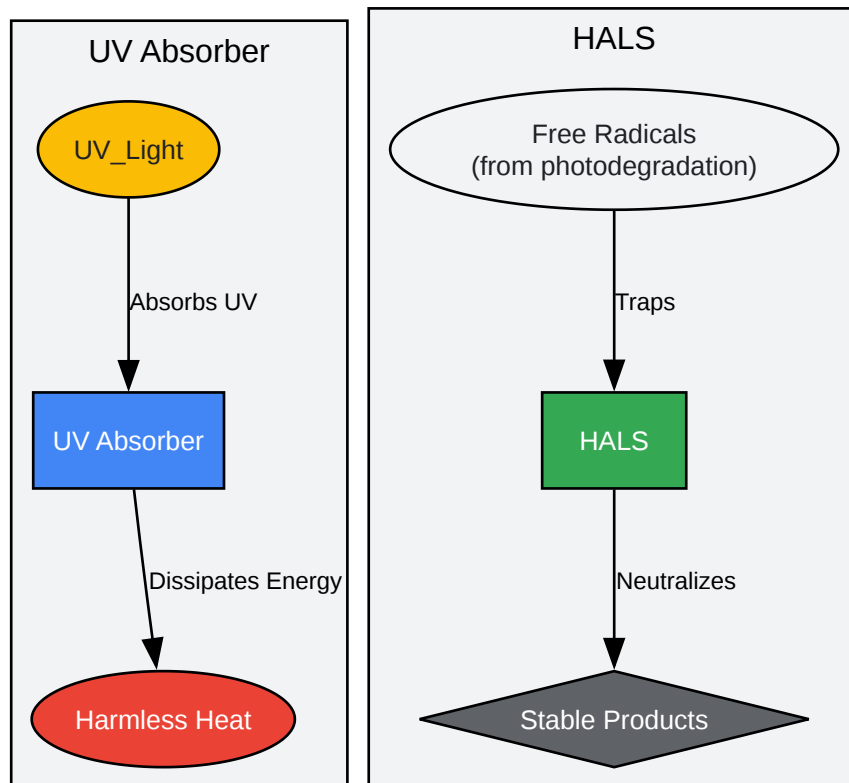 UV Absorber
UV_Light
Absorbs UV
UV Absorber
Dissipates Energy
Harmless Heat
HALS
Free Radicals
(from photodegradation)
Traps
HALS
Neutralizes
Stable Products